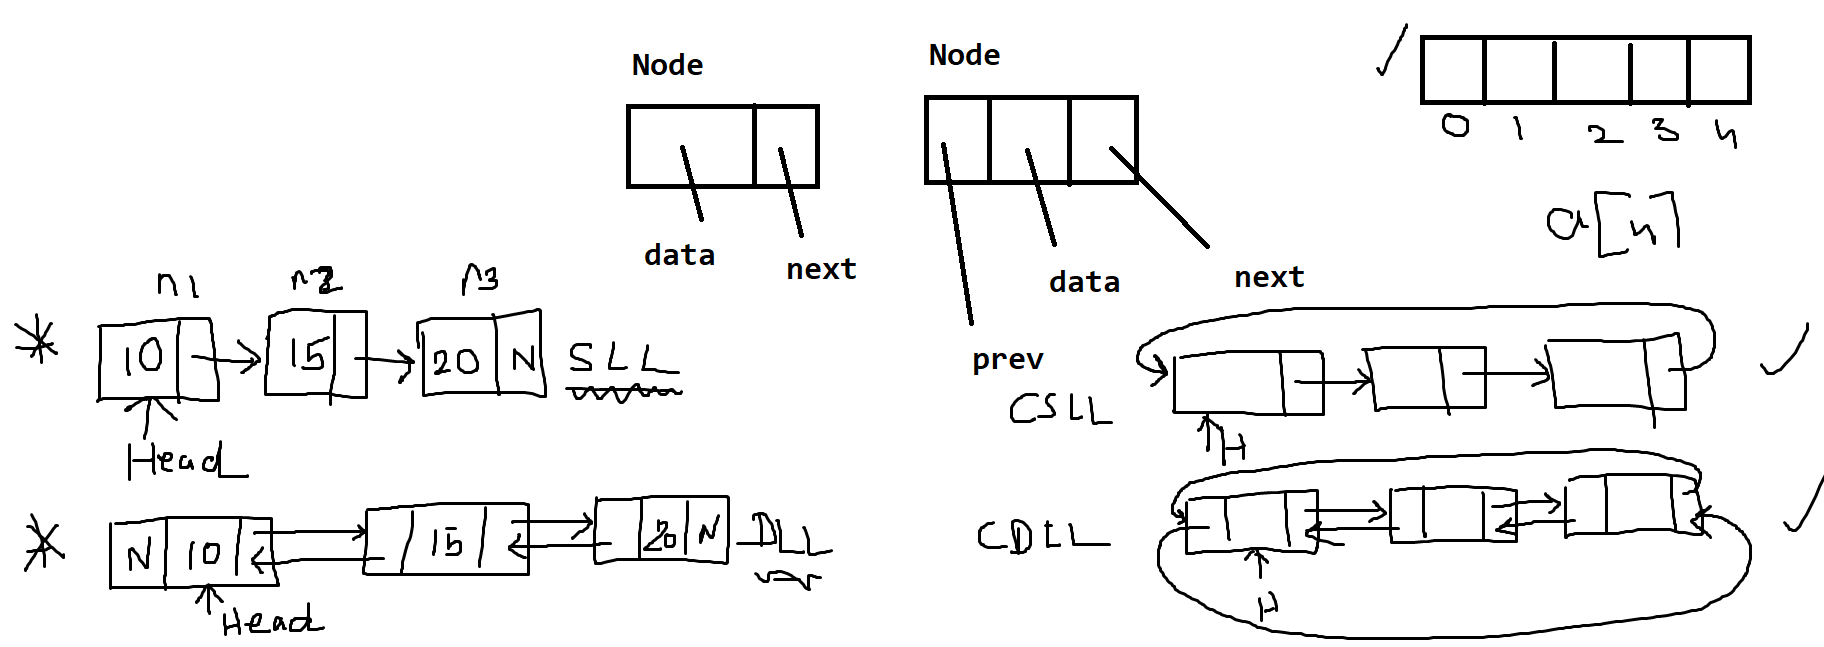 Node
Node
0 1 2 3 4
data
next
a[4]
data
next
n1 n2 n3
10 15 20 N SLL
prev
CSLL
Head
H
N 10 15 20 N DLL
CDLL
H
Head